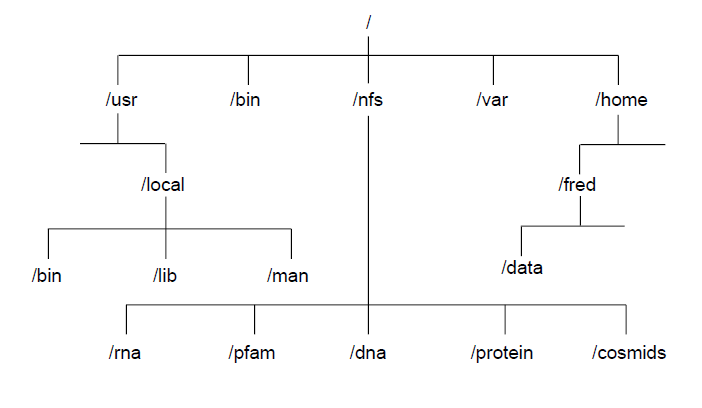 /
/usr /bin /nfs /var /home
/local /fred
/bin /lib /man /data
/rna /pfam /dna /protein /cosmids